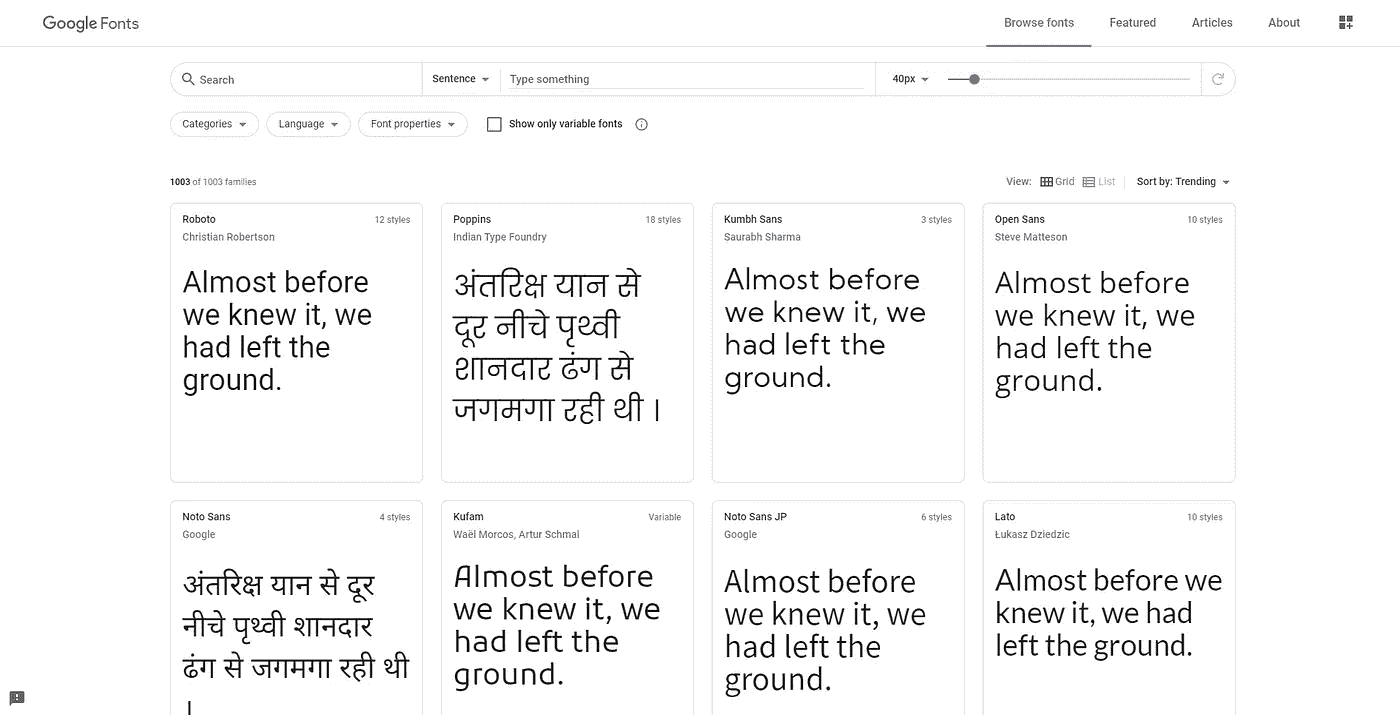 Google Fonts
Browse fonts
Featured
Articles
About
Search
Sentence
Type something
40px
Categories
Language
Font properties
Show only variable fonts
1003 of 1003 families
View:
Grid
List
Sort by: Trending
Roboto
12 styles
Christian Robertson
Almost before
we knew it, we
had left the
ground.
Poppins
18 styles
Indian Type Foundry
अंतरिक्ष यान से
दूर नीचे पृथ्वी
शानदार ढंग से
जगमगा रही थी ।
Kumbh Sans
3 styles
Saurabh Sharma
Almost before
we knew it, we
had left the
ground.
Open Sans
10 styles
Steve Matteson
Almost before
we knew it, we
had left the
ground.
Noto Sans
4 styles
Google
अंतरिक्ष यान से दूर
नीचे पृथ्वी शानदार
ढंग से जगमगा रही थी
।
Kufam
Variable
Waël Morcos, Artur Schmal
Almost before
we knew it, we
had left the
ground.
Noto Sans JP
6 styles
Google
Almost before
we knew it, we
had left the
ground.
Lato
10 styles
Łukasz Dziedzic
Almost before we
knew it, we had
left the ground.